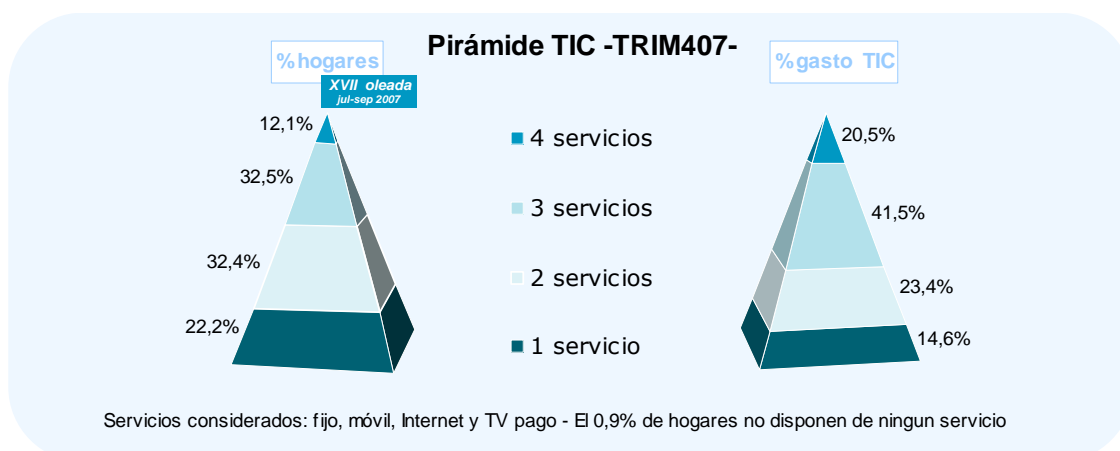 Pirámide TIC -TRIM407-
%hogares
%gasto TIC
XVII oleada
jul-sep 2007
12,1%
32,5%
32,4%
22,2%
4 servicios
3 servicios
2 servicios
1 servicio
20,5%
41,5%
23,4%
14,6%
Servicios considerados: fijo, móvil, Internet y TV pago - El 0,9% de hogares no disponen de ningun servicio